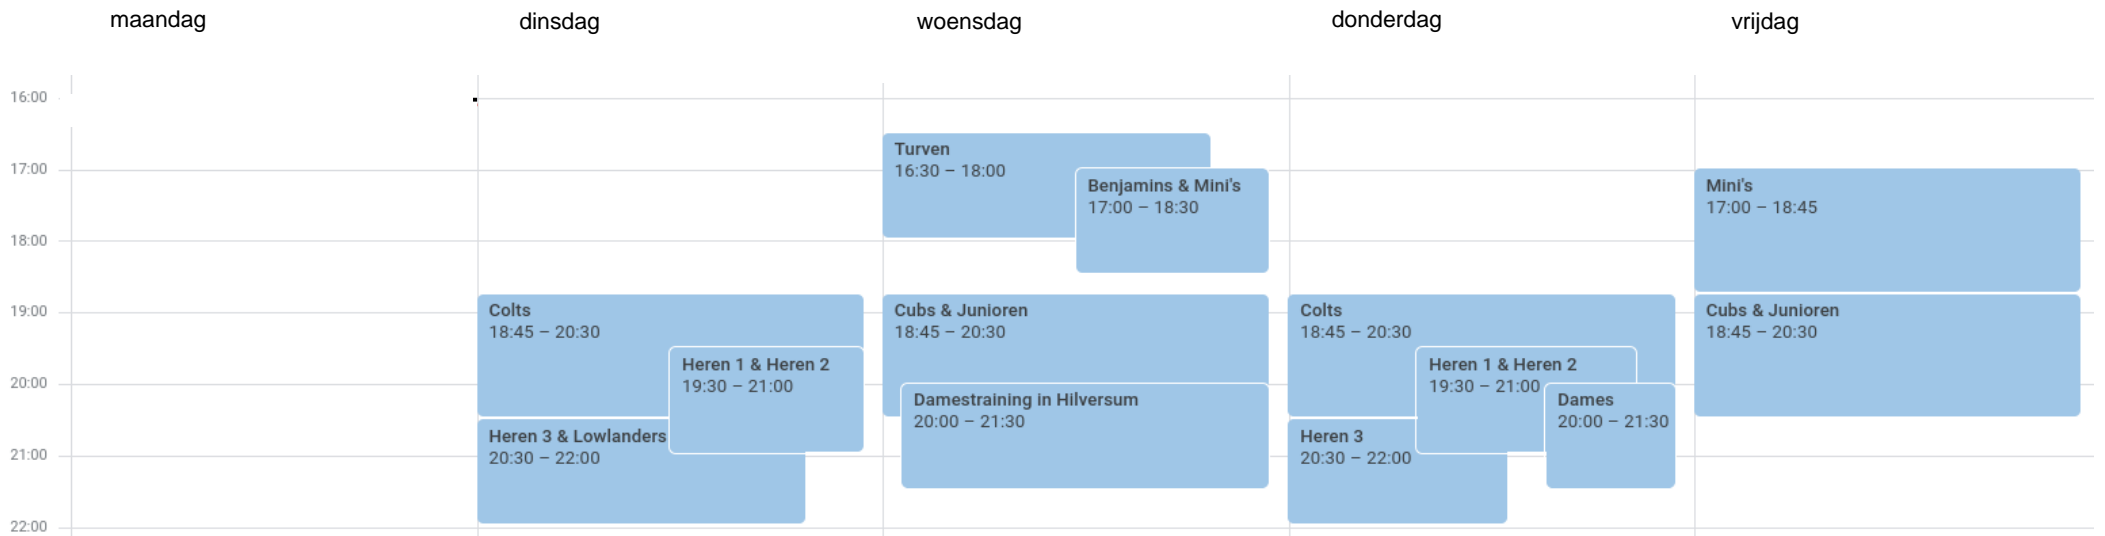 maandag
dinsdag
woensdag
donderdag
vrijdag
16:00
17:00
18:00
19:00
20:00
21:00
22:00
Colts
18:45 – 20:30
Heren 1 & Heren 2
19:30 – 21:00
Heren 3 & Lowlanders
20:30 – 22:00
Turven
16:30 – 18:00
Benjamins & Mini's
17:00 – 18:30
Cubs & Junioren
18:45 – 20:30
Damestraining in Hilversum
20:00 – 21:30
Colts
18:45 – 20:30
Heren 1 & Heren 2
19:30 – 21:00
Dames
20:00 – 21:30
Heren 3
20:30 – 22:00
Mini's
17:00 – 18:45
Cubs & Junioren
18:45 – 20:30